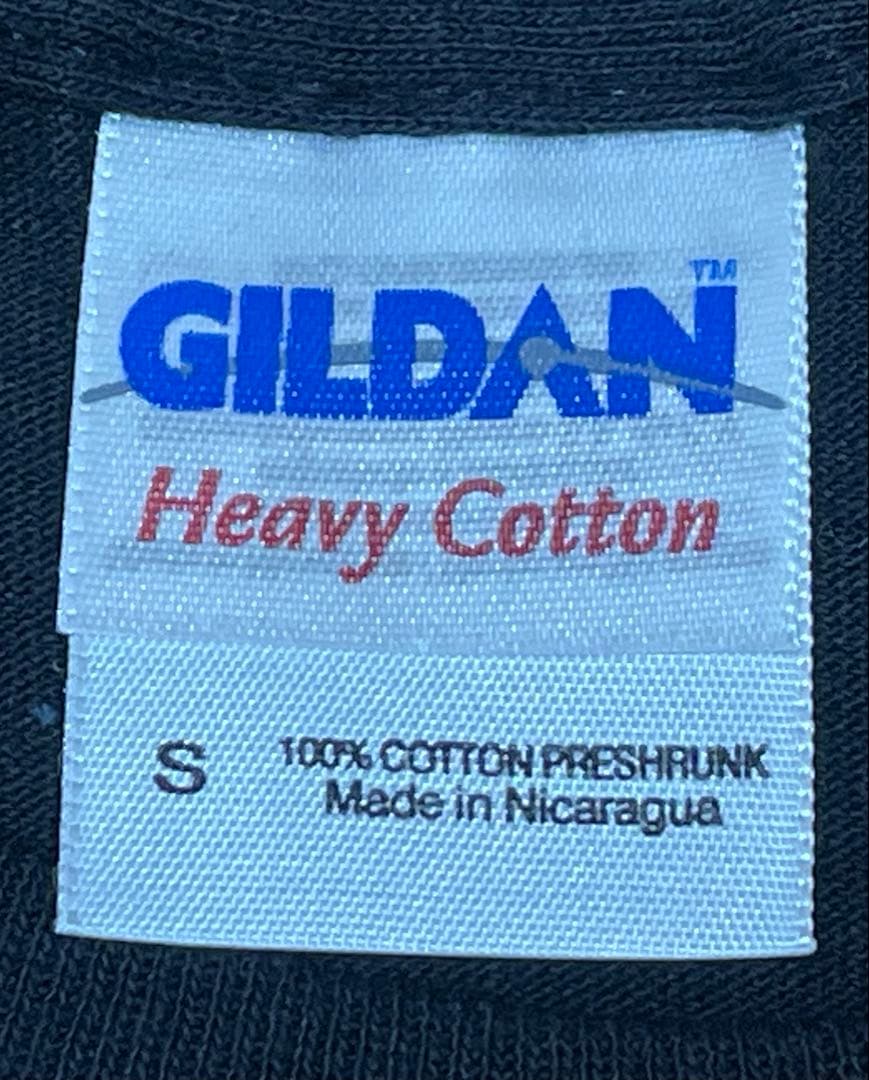 GILDAN™
Heavy Cotton
S 100% COTTON PRESHRUNK
Made in Nicaragua